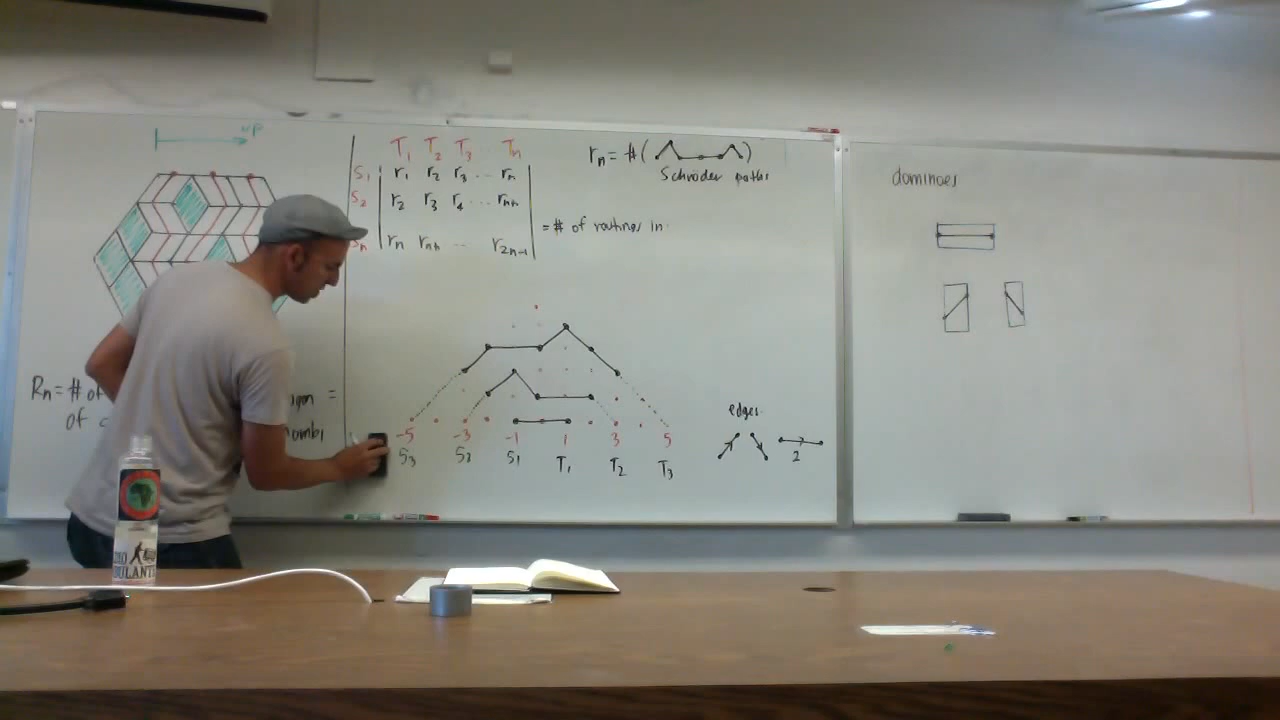 UP
T1 T2 T3 Tn
S1 r1 r2 r3 ... rn
S2 r2 r3 r4 ... rn+1
Sn rn rn+1 ... r2n-1
= # of routings in
rn = #( )
Schröder paths
Rn = # of
of
=
-5 -3 -1 1 3 5
S3 S2 S1 T1 T2 T3
edges
2
dominoes